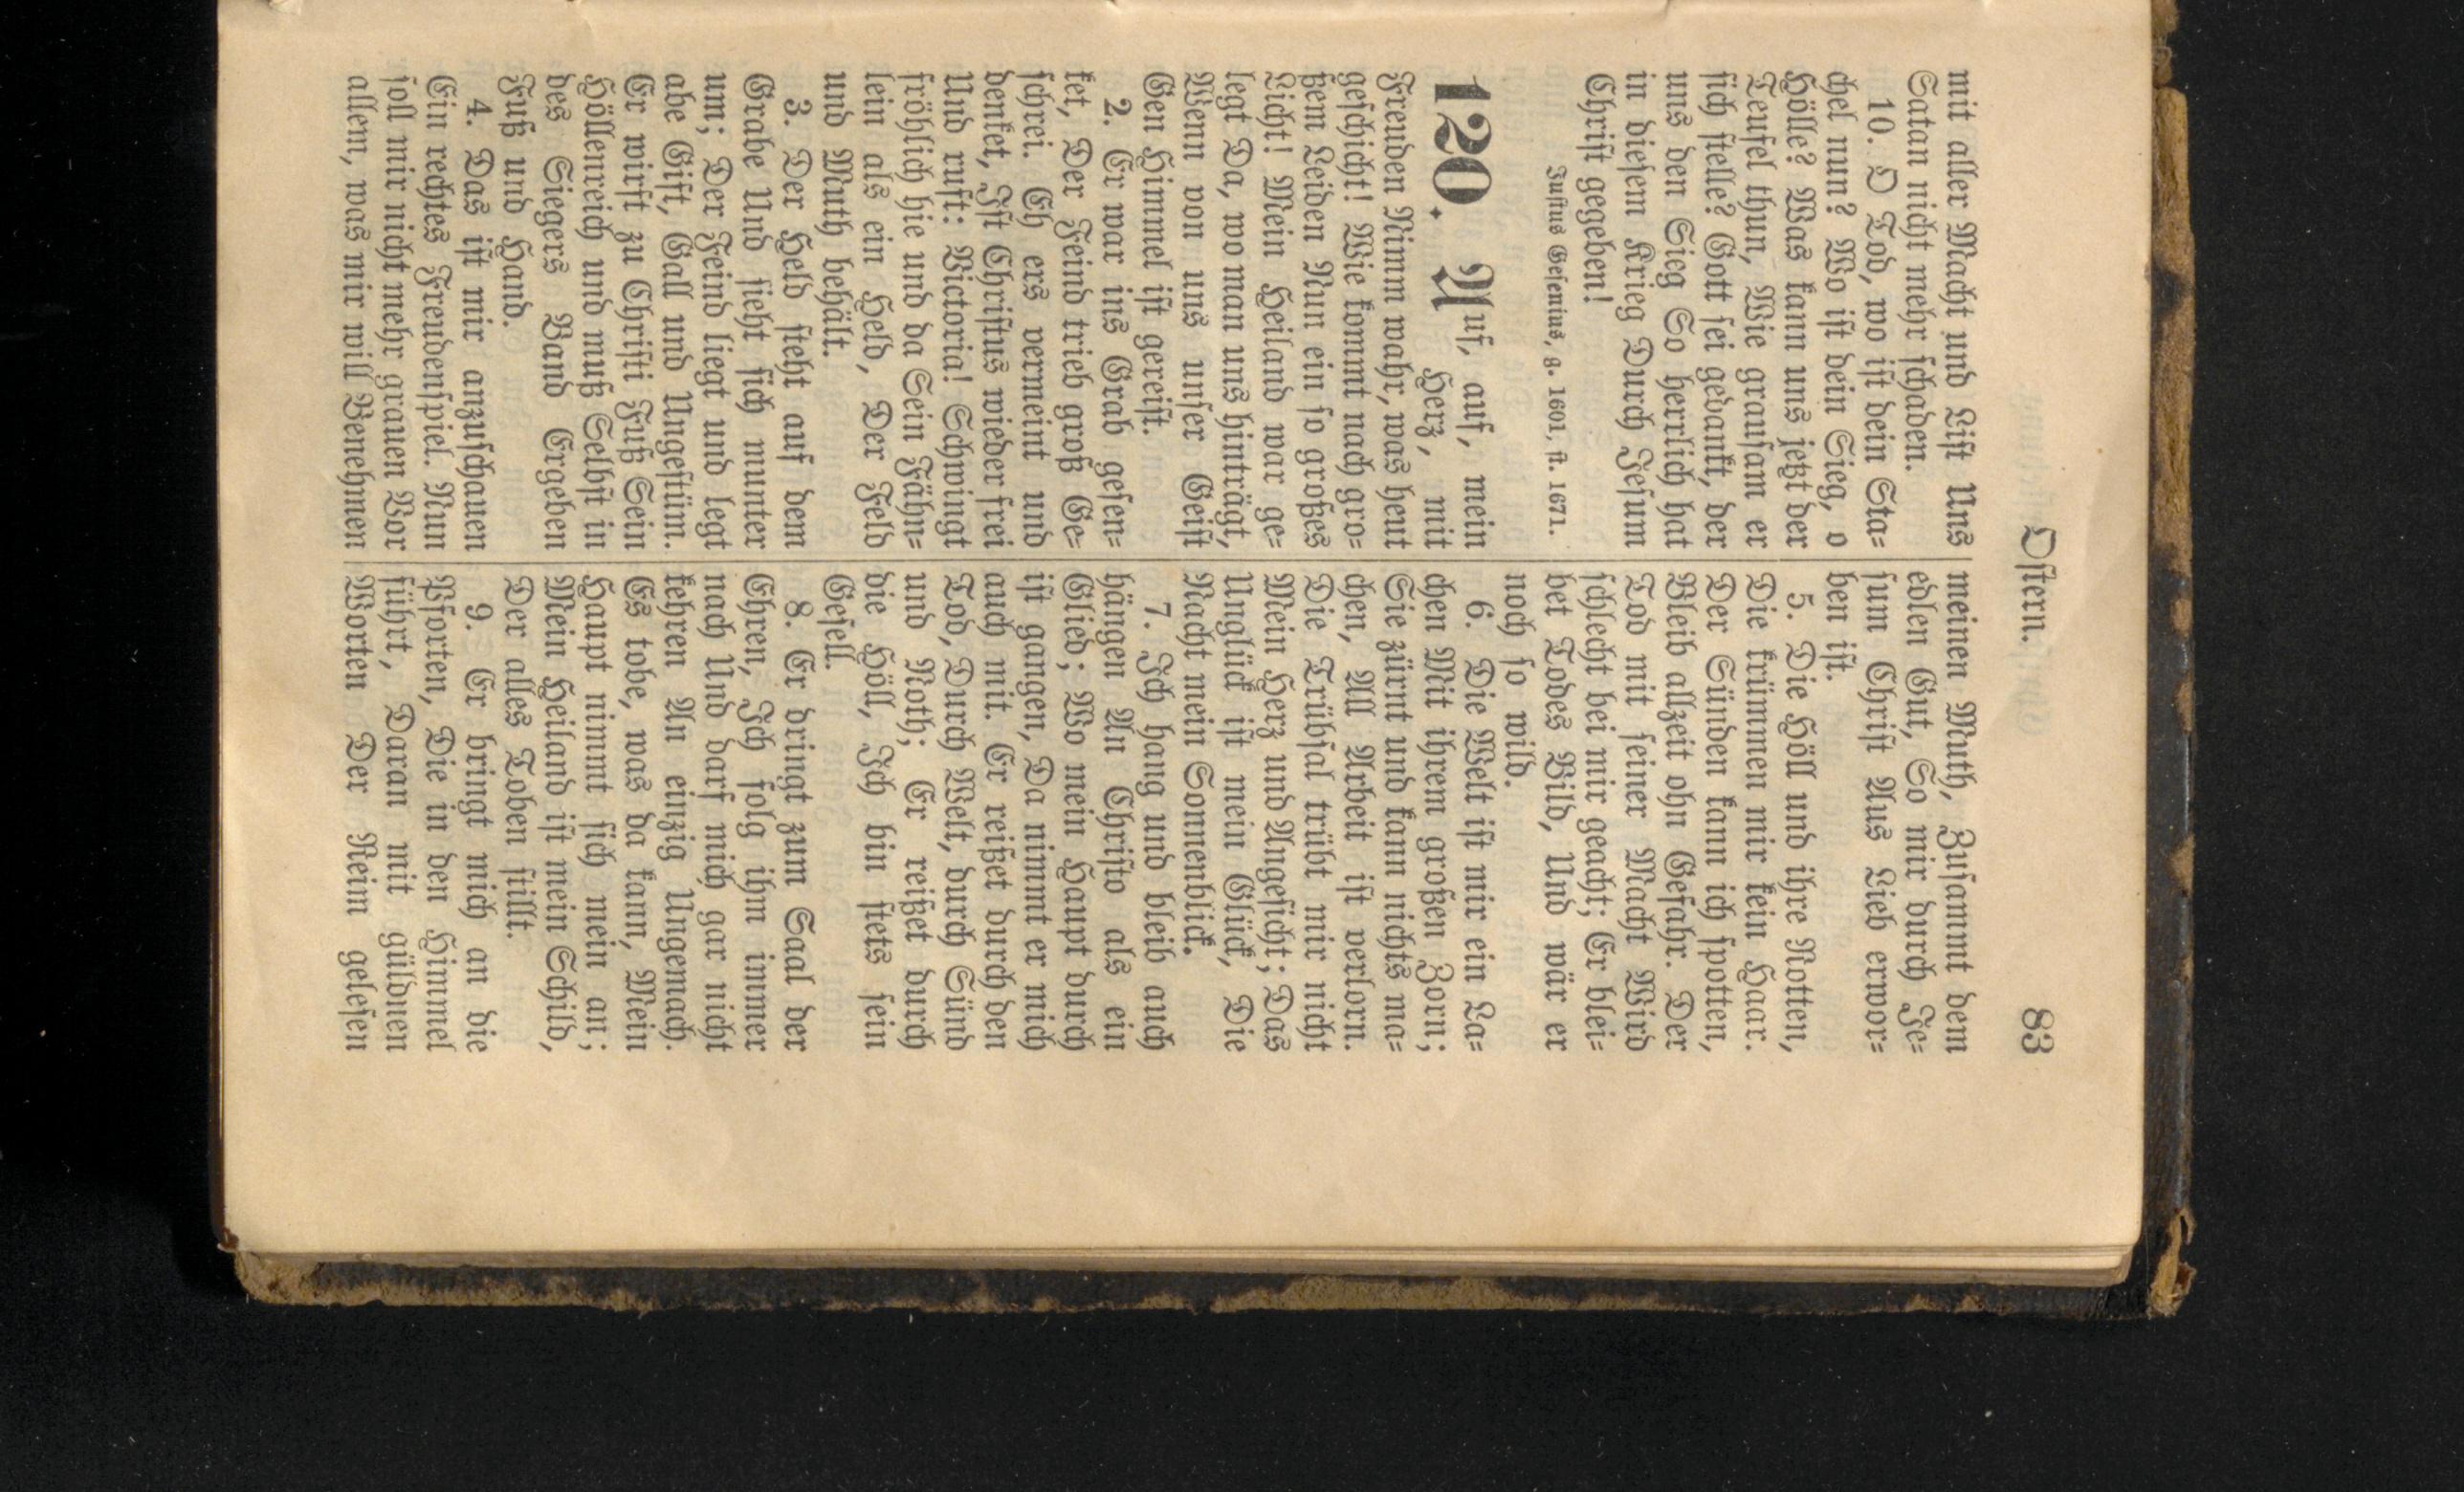 Ostern.
83
mit aller Macht und List Uns
Satan nicht mehr schaden.
10. O Tod, wo ist dein Sta=
chel nun? Wo ist dein Sieg, o
Hölle? Was kann uns jetzt der
Teufel thun, Wie grausam er
sich stelle? Gott sei gedankt, der
uns den Sieg So herrlich hat
in diesem Krieg Durch Jesum
Christ gegeben!
Justus Gesenius, g. 1601, st. 1671.
120. Auf, auf, mein
Herz, mit
Freuden Nimm wahr, was heut
geschicht! Wie kommt nach gro=
ßem Leiden Nun ein so großes
Licht! Mein Heiland war ge=
legt Da, wo man uns hinträgt,
Wenn von uns unser Geist
Gen Himmel ist gereist.
2. Er war ins Grab gesen=
ket, Der Feind trieb groß Ge=
schrei. Eh ers vermeint und
denket, Ist Christus wieder frei
Und ruft: Victoria! Schwingt
fröhlich hie und da Sein Fähn=
lein als ein Held, Der Feld
und Muth behält.
3. Der Held steht auf dem
Grabe Und sieht sich munter
um; Der Feind liegt und legt
abe Gift, Gall und Ungestüm.
Er wirft zu Christi Fuß Sein
Höllenreich und muß Selbst in
des Siegers Band Ergeben
Fuß und Hand.
4. Das ist mir anzuschauen
Ein rechtes Freudenspiel. Nun
soll mir nicht mehr grauen Vor
allem, was mir will Benehmen
meinen Muth, Zusammt dem
edlen Gut, So mir durch Je=
sum Christ Aus Lieb erwor=
ben ist.
5. Die Höll und ihre Rotten,
Die krümmen mir kein Haar.
Der Sünden kann ich spotten,
Bleib allzeit ohn Gefahr. Der
Tod mit seiner Macht Wird
schlecht bei mir geacht; Er blei=
bet Todes Bild, Und wär er
noch so wild.
6. Die Welt ist mir ein La=
chen Mit ihrem großen Zorn;
Sie zürnt und kann nichts ma=
chen, All Arbeit ist verlorn.
Die Trübsal trübt mir nicht
Mein Herz und Angesicht; Das
Unglück ist mein Glück, Die
Nacht mein Sonnenblick.
7. Ich hang und bleib auch
hängen An Christo als ein
Glied; Wo mein Haupt durch
ist gangen, Da nimmt er mich
auch mit. Er reißet durch den
Tod, Durch Welt, durch Sünd
und Noth; Er reißet durch
die Höll, Ich bin stets sein
Gesell.
8. Er dringt zum Saal der
Ehren, Ich folg ihm immer
nach Und darf mich gar nicht
kehren An einzig Ungemach.
Es tobe, was da kann, Mein
Haupt nimmt sich mein an;
Mein Heiland ist mein Schild,
Der alles Toben stillt.
9. Er bringt mich an die
Pforten, Die in den Himmel
führt, Daran mit güldnen
Worten Der Reim gelesen